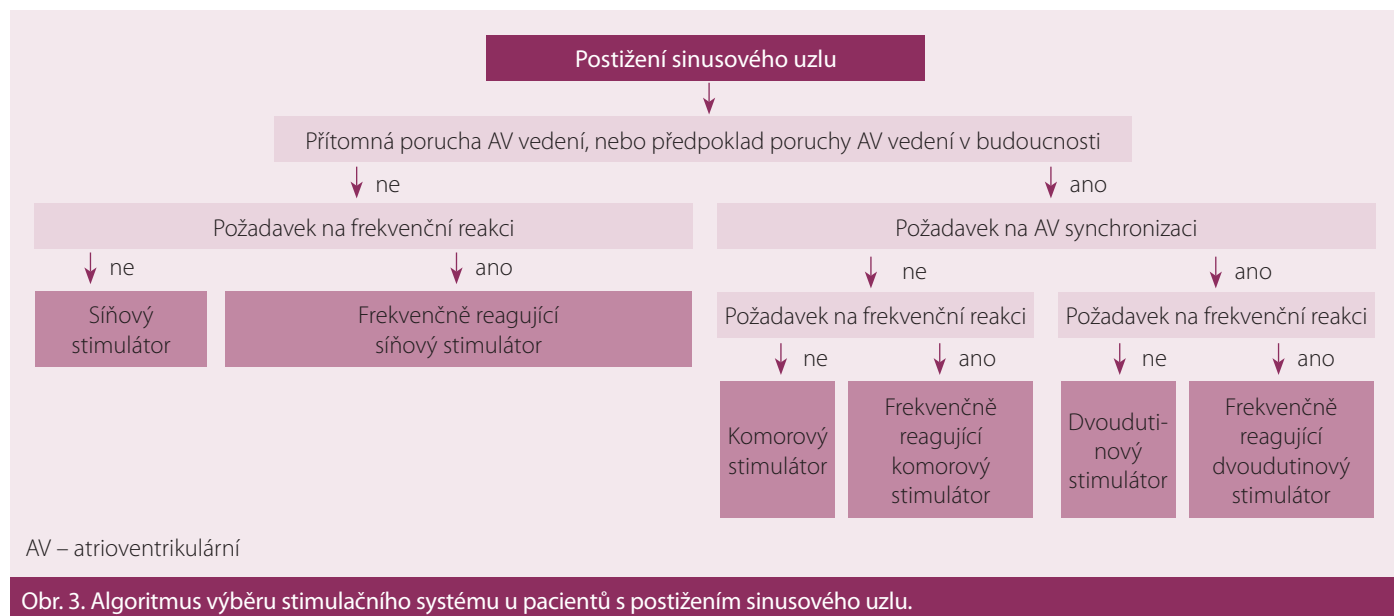 Postižení sinusového uzlu
Přítomná porucha AV vedení, nebo předpoklad poruchy AV vedení v budoucnosti
ne
ano
Požadavek na frekvenční reakci
Požadavek na AV synchronizaci
ne
ano
ne
ano
Síňový
stimulátor
Frekvenčně reagující
síňový stimulátor
Požadavek na frekvenční reakci
Požadavek na frekvenční reakci
ne
ano
ne
ano
Komorový
stimulátor
Frekvenčně
reagující
komorový
stimulátor
Dvouduti-
nový
stimulátor
Frekvenčně
reagující
dvoudutinový
stimulátor
AV – atrioventrikulární
Obr. 3. Algoritmus výběru stimulačního systému u pacientů s postižením sinusového uzlu.